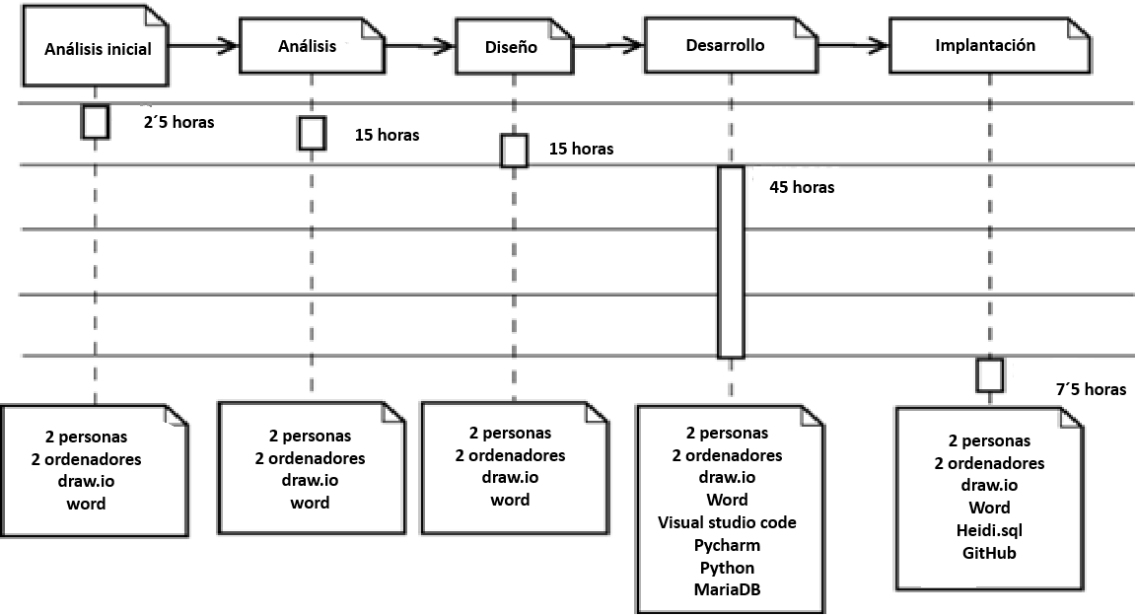 Análisis inicial
Análisis
Diseño
Desarrollo
Implantación
2´5 horas
15 horas
15 horas
45 horas
7´5 horas
2 personas
2 ordenadores
draw.io
word
2 personas
2 ordenadores
draw.io
word
2 personas
2 ordenadores
draw.io
word
2 personas
2 ordenadores
draw.io
Word
Visual studio code
Pycharm
Python
MariaDB
2 personas
2 ordenadores
draw.io
Word
Heidi.sql
GitHub